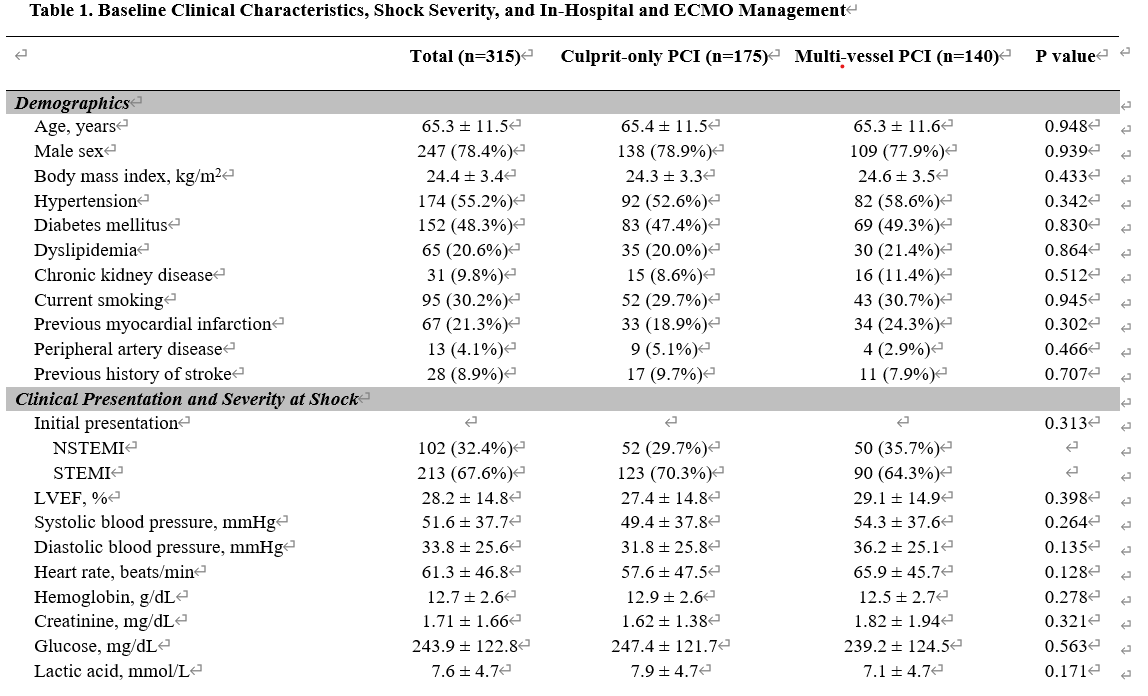 Table 1. Baseline Clinical Characteristics, Shock Severity, and In-Hospital and ECMO Management
Total (n=315) Culprit-only PCI (n=175) Multi-vessel PCI (n=140) P value
Demographics
Age, years 65.3 ± 11.5 65.4 ± 11.5 65.3 ± 11.6 0.948
Male sex 247 (78.4%) 138 (78.9%) 109 (77.9%) 0.939
Body mass index, kg/m² 24.4 ± 3.4 24.3 ± 3.3 24.6 ± 3.5 0.433
Hypertension 174 (55.2%) 92 (52.6%) 82 (58.6%) 0.342
Diabetes mellitus 152 (48.3%) 83 (47.4%) 69 (49.3%) 0.830
Dyslipidemia 65 (20.6%) 35 (20.0%) 30 (21.4%) 0.864
Chronic kidney disease 31 (9.8%) 15 (8.6%) 16 (11.4%) 0.512
Current smoking 95 (30.2%) 52 (29.7%) 43 (30.7%) 0.945
Previous myocardial infarction 67 (21.3%) 33 (18.9%) 34 (24.3%) 0.302
Peripheral artery disease 13 (4.1%) 9 (5.1%) 4 (2.9%) 0.466
Previous history of stroke 28 (8.9%) 17 (9.7%) 11 (7.9%) 0.707
Clinical Presentation and Severity at Shock
Initial presentation 0.313
NSTEMI 102 (32.4%) 52 (29.7%) 50 (35.7%)
STEMI 213 (67.6%) 123 (70.3%) 90 (64.3%)
LVEF, % 28.2 ± 14.8 27.4 ± 14.8 29.1 ± 14.9 0.398
Systolic blood pressure, mmHg 51.6 ± 37.7 49.4 ± 37.8 54.3 ± 37.6 0.264
Diastolic blood pressure, mmHg 33.8 ± 25.6 31.8 ± 25.8 36.2 ± 25.1 0.135
Heart rate, beats/min 61.3 ± 46.8 57.6 ± 47.5 65.9 ± 45.7 0.128
Hemoglobin, g/dL 12.7 ± 2.6 12.9 ± 2.6 12.5 ± 2.7 0.278
Creatinine, mg/dL 1.71 ± 1.66 1.62 ± 1.38 1.82 ± 1.94 0.321
Glucose, mg/dL 243.9 ± 122.8 247.4 ± 121.7 239.2 ± 124.5 0.563
Lactic acid, mmol/L 7.6 ± 4.7 7.9 ± 4.7 7.1 ± 4.7 0.171